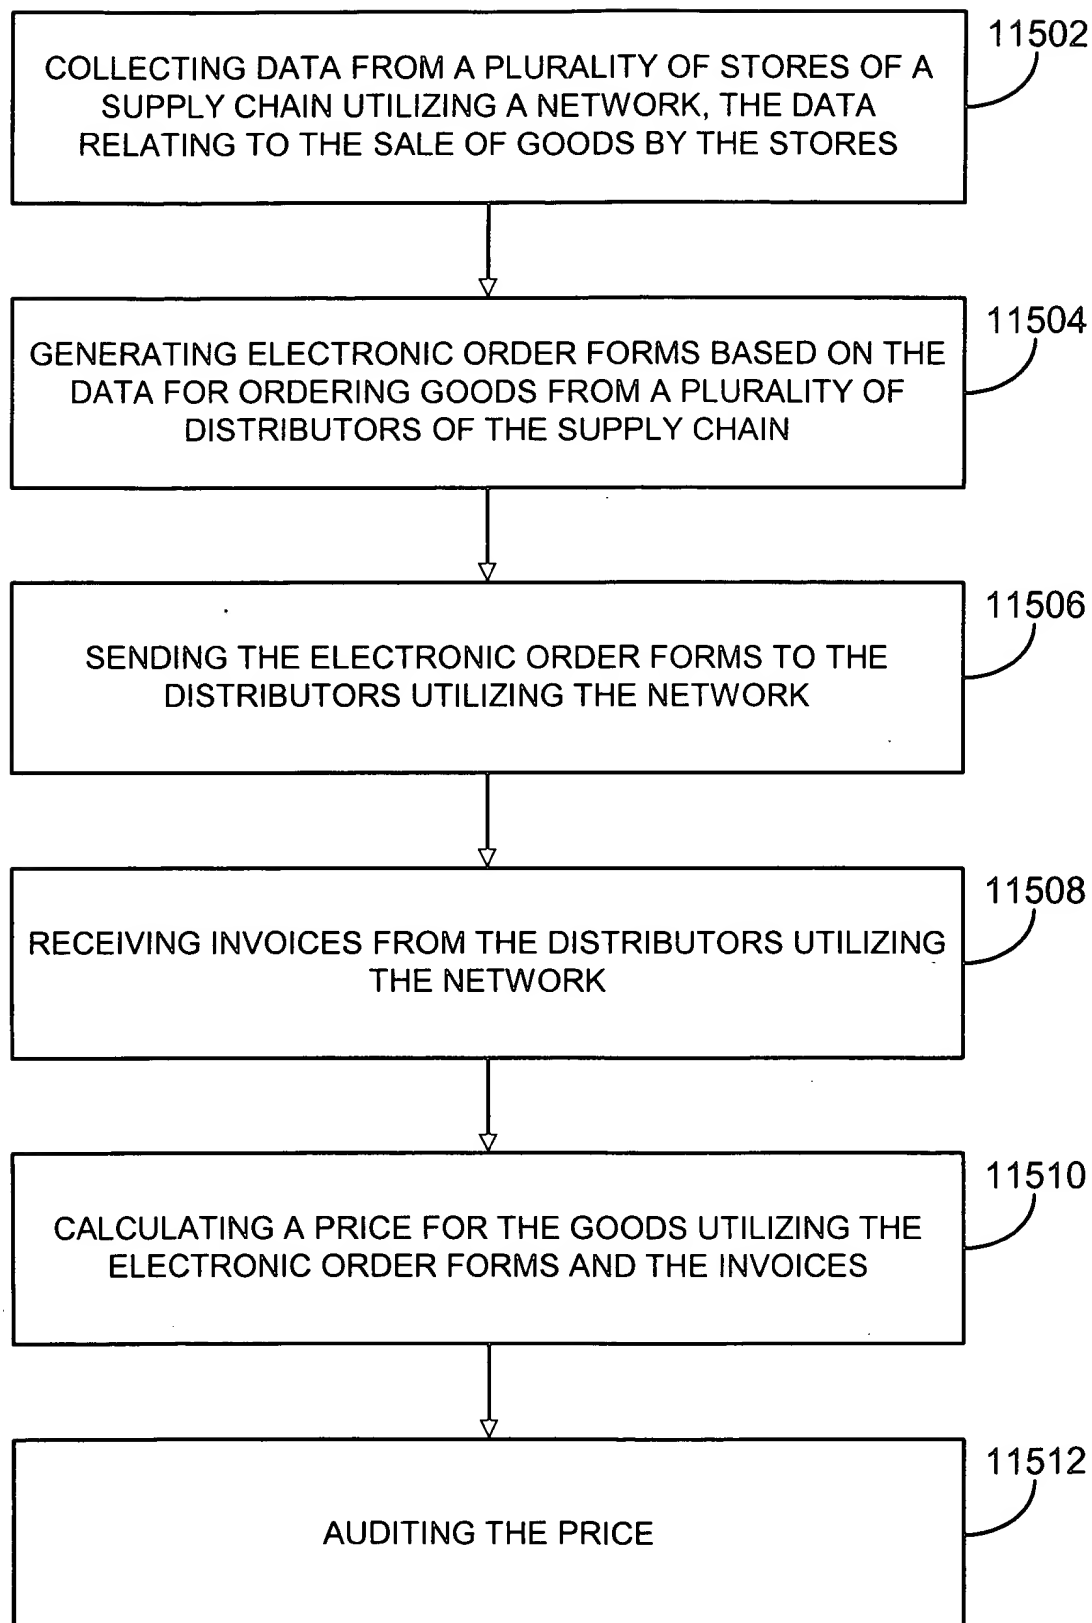 11502
COLLECTING DATA FROM A PLURALITY OF STORES OF A
SUPPLY CHAIN UTILIZING A NETWORK, THE DATA
RELATING TO THE SALE OF GOODS BY THE STORES
11504
GENERATING ELECTRONIC ORDER FORMS BASED ON THE
DATA FOR ORDERING GOODS FROM A PLURALITY OF
DISTRIBUTORS OF THE SUPPLY CHAIN
11506
SENDING THE ELECTRONIC ORDER FORMS TO THE
DISTRIBUTORS UTILIZING THE NETWORK
11508
RECEIVING INVOICES FROM THE DISTRIBUTORS UTILIZING
THE NETWORK
11510
CALCULATING A PRICE FOR THE GOODS UTILIZING THE
ELECTRONIC ORDER FORMS AND THE INVOICES
11512
AUDITING THE PRICE